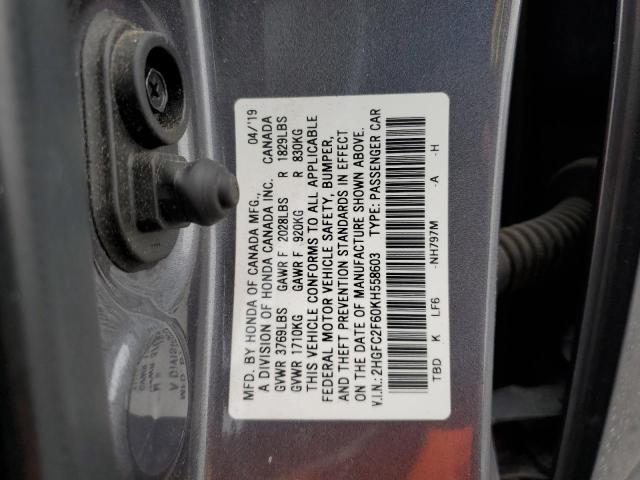 MFD. BY HONDA OF CANADA MFG., 04/'19
A DIVISION OF HONDA CANADA INC. CANADA
GVWR 3769LBS GAWR F 2028LBS R 1829LBS
GVWR 1710KG GAWR F 920KG R 830KG
THIS VEHICLE CONFORMS TO ALL APPLICABLE
FEDERAL MOTOR VEHICLE SAFETY, BUMPER,
AND THEFT PREVENTION STANDARDS IN EFFECT
ON THE DATE OF MANUFACTURE SHOWN ABOVE.
V.I.N.: 2HGFC2F60KH558603 TYPE: PASSENGER CAR
TBD K LF6 -NH797M -A -H